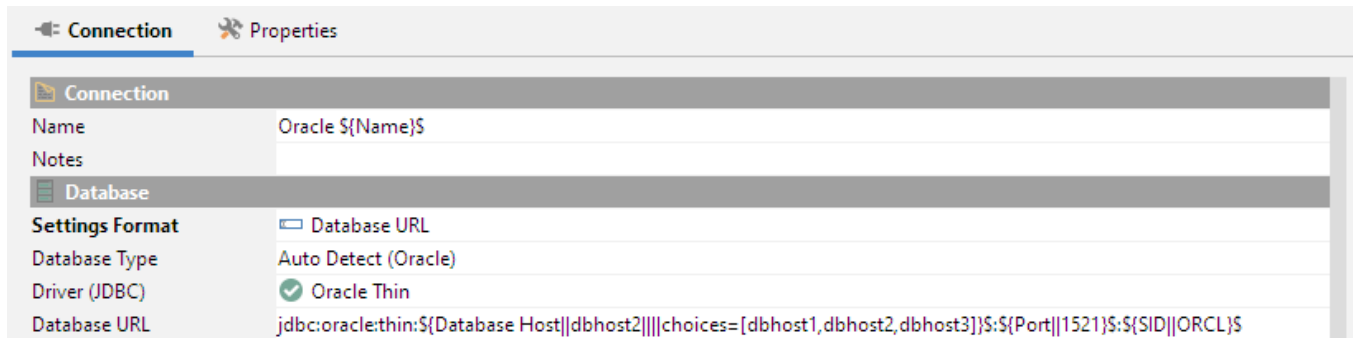 Connection Properties
Connection
Name Oracle ${Name}$
Notes
Database
Settings Format Database URL
Database Type Auto Detect (Oracle)
Driver (JDBC) Oracle Thin
Database URL jdbc:oracle:thin:${Database Host||dbhost2||||choices=[dbhost1,dbhost2,dbhost3]}$:${Port||1521}$:${SID||ORCL}$